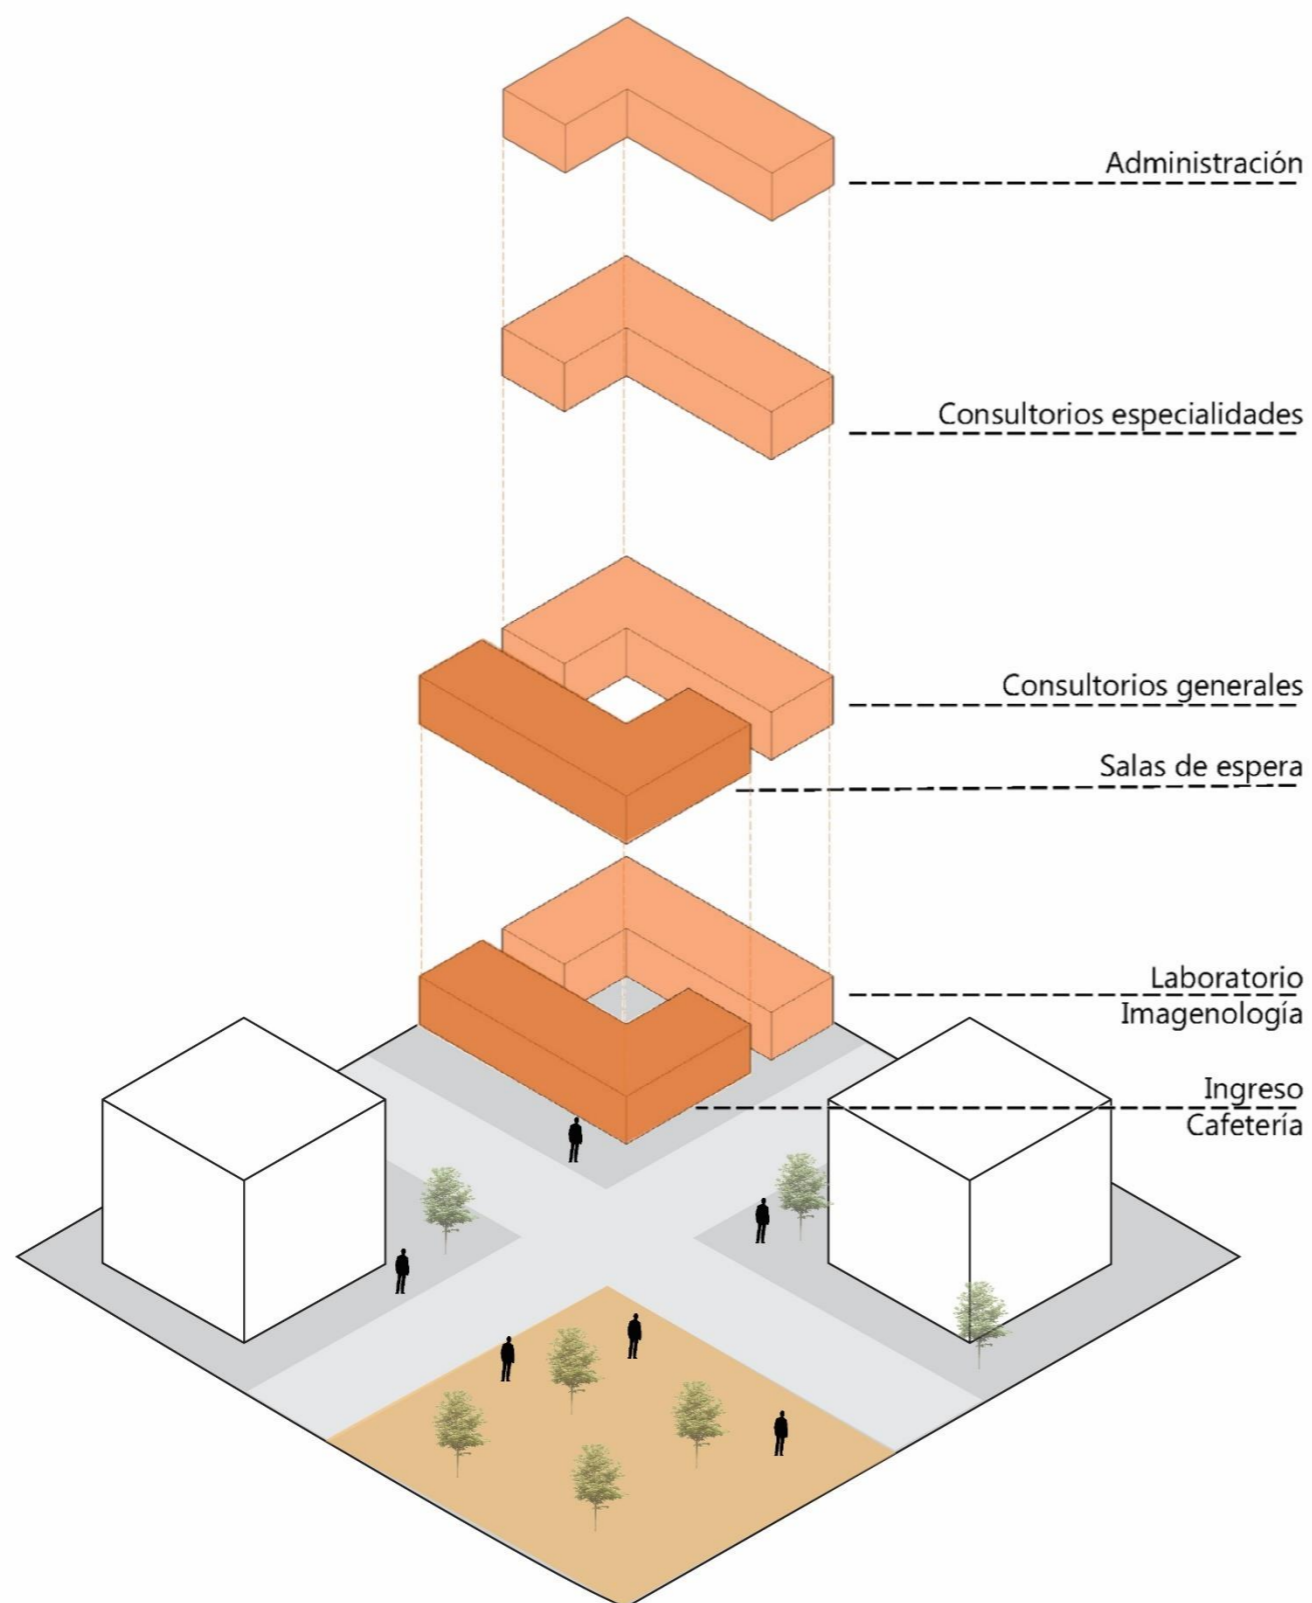 Administración
Consultorios especialidades
Consultorios generales
Salas de espera
Laboratorio
Imagenología
Ingreso
Cafetería